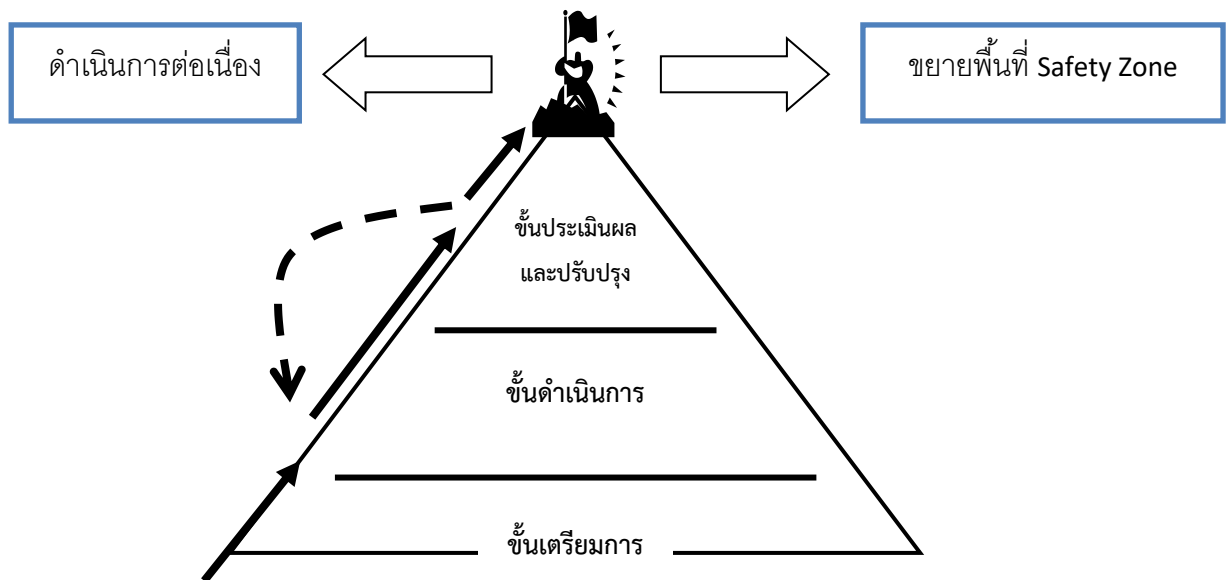 ดำเนินการต่อเนื่อง
ขยายพื้นที่ Safety Zone
ขั้นประเมินผล
และปรับปรุง
ขั้นดำเนินการ
ขั้นเตรียมการ